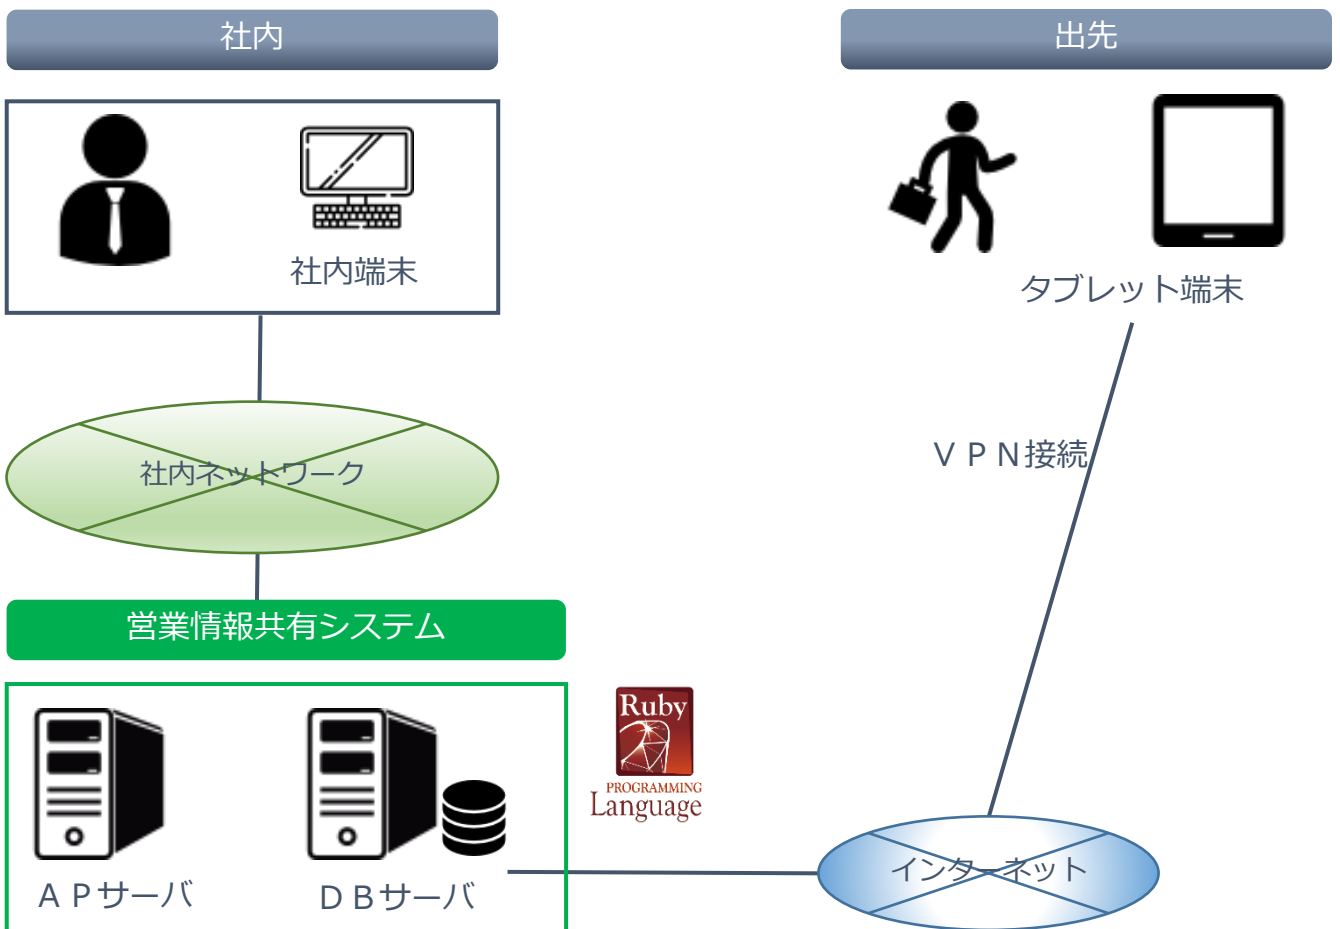 社内
出先
社内端末
タブレット端末
社内ネットワーク
ＶＰＮ接続
営業情報共有システム
Ruby
PROGRAMMING
Language
インターネット
ＡＰサーバ
ＤＢサーバ